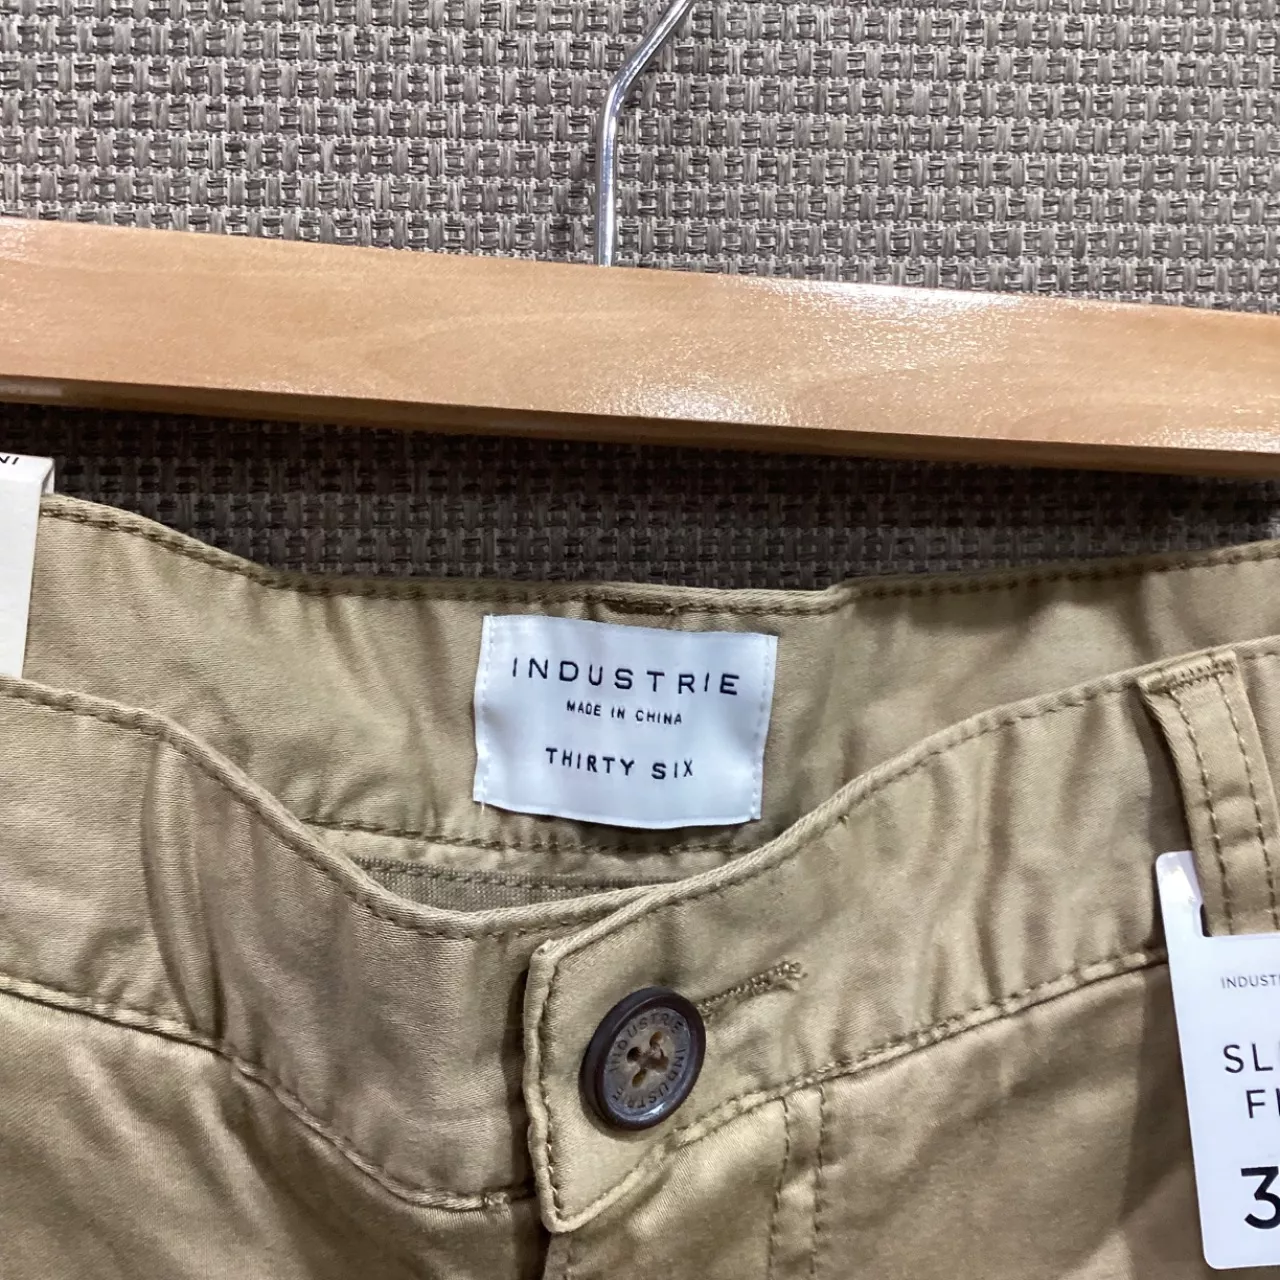 INDUSTRIE
MADE IN CHINA
THIRTY SIX
INDUSTRIE INDUSTRIE